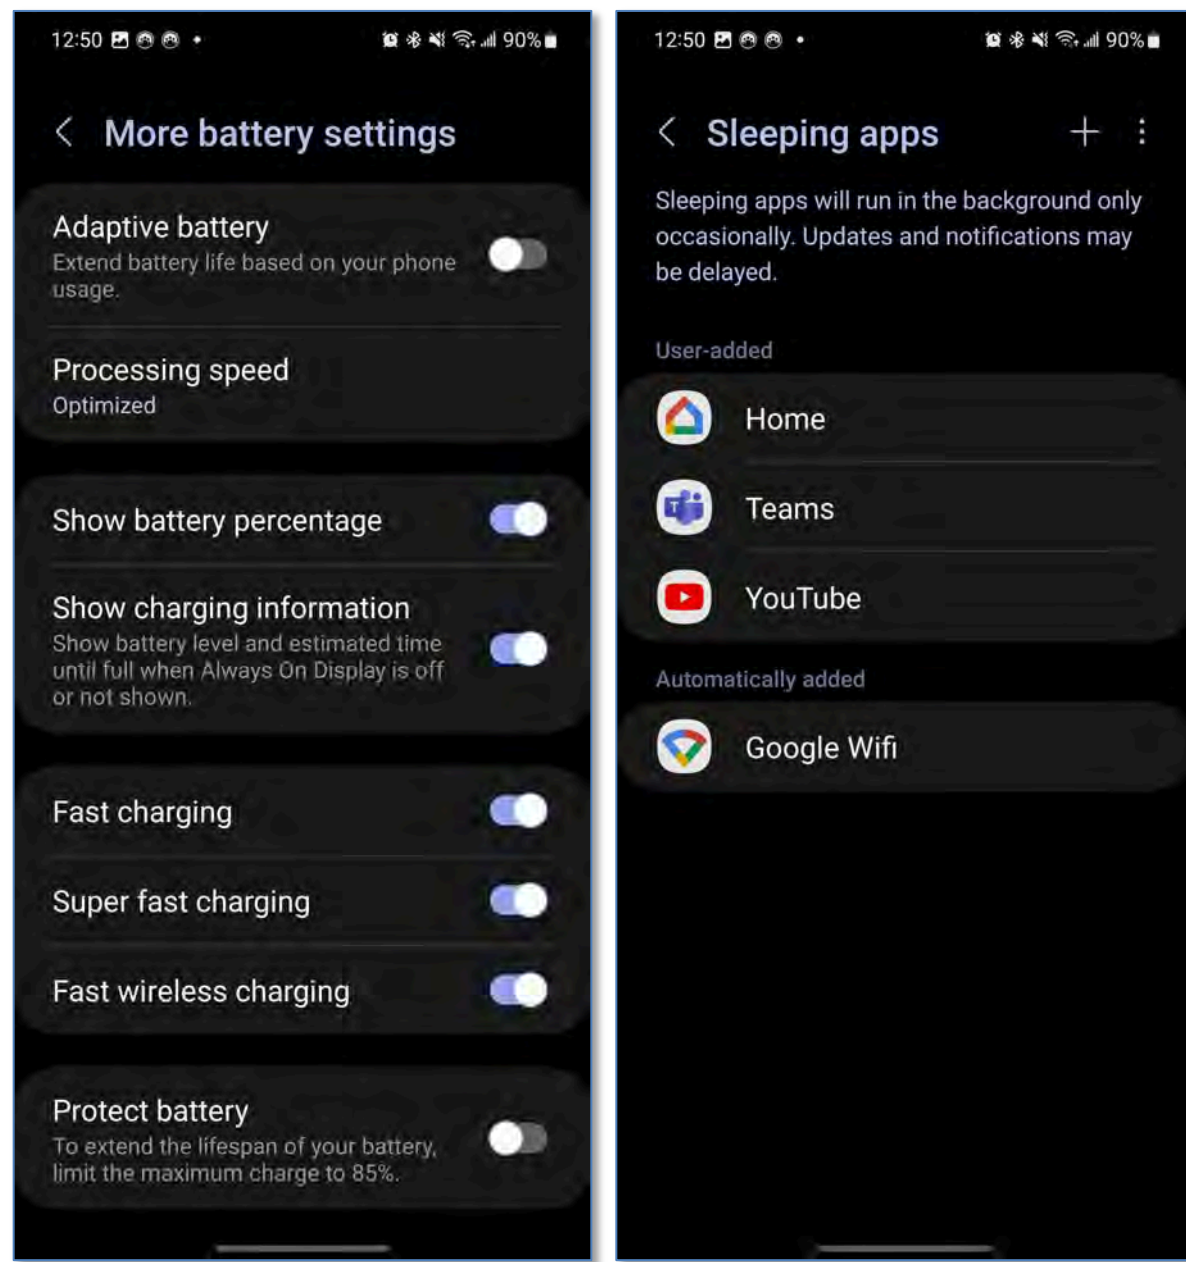 12:50
90%
More battery settings
Adaptive battery
Extend battery life based on your phone
usage.
Processing speed
Optimized
Show battery percentage
Show charging information
Show battery level and estimated time
until full when Always On Display is off
or not shown.
Fast charging
Super fast charging
Fast wireless charging
Protect battery
To extend the lifespan of your battery,
limit the maximum charge to 85%.
12:50
90%
Sleeping apps
Sleeping apps will run in the background only
occasionally. Updates and notifications may
be delayed.
User-added
Home
Teams
YouTube
Automatically added
Google Wifi